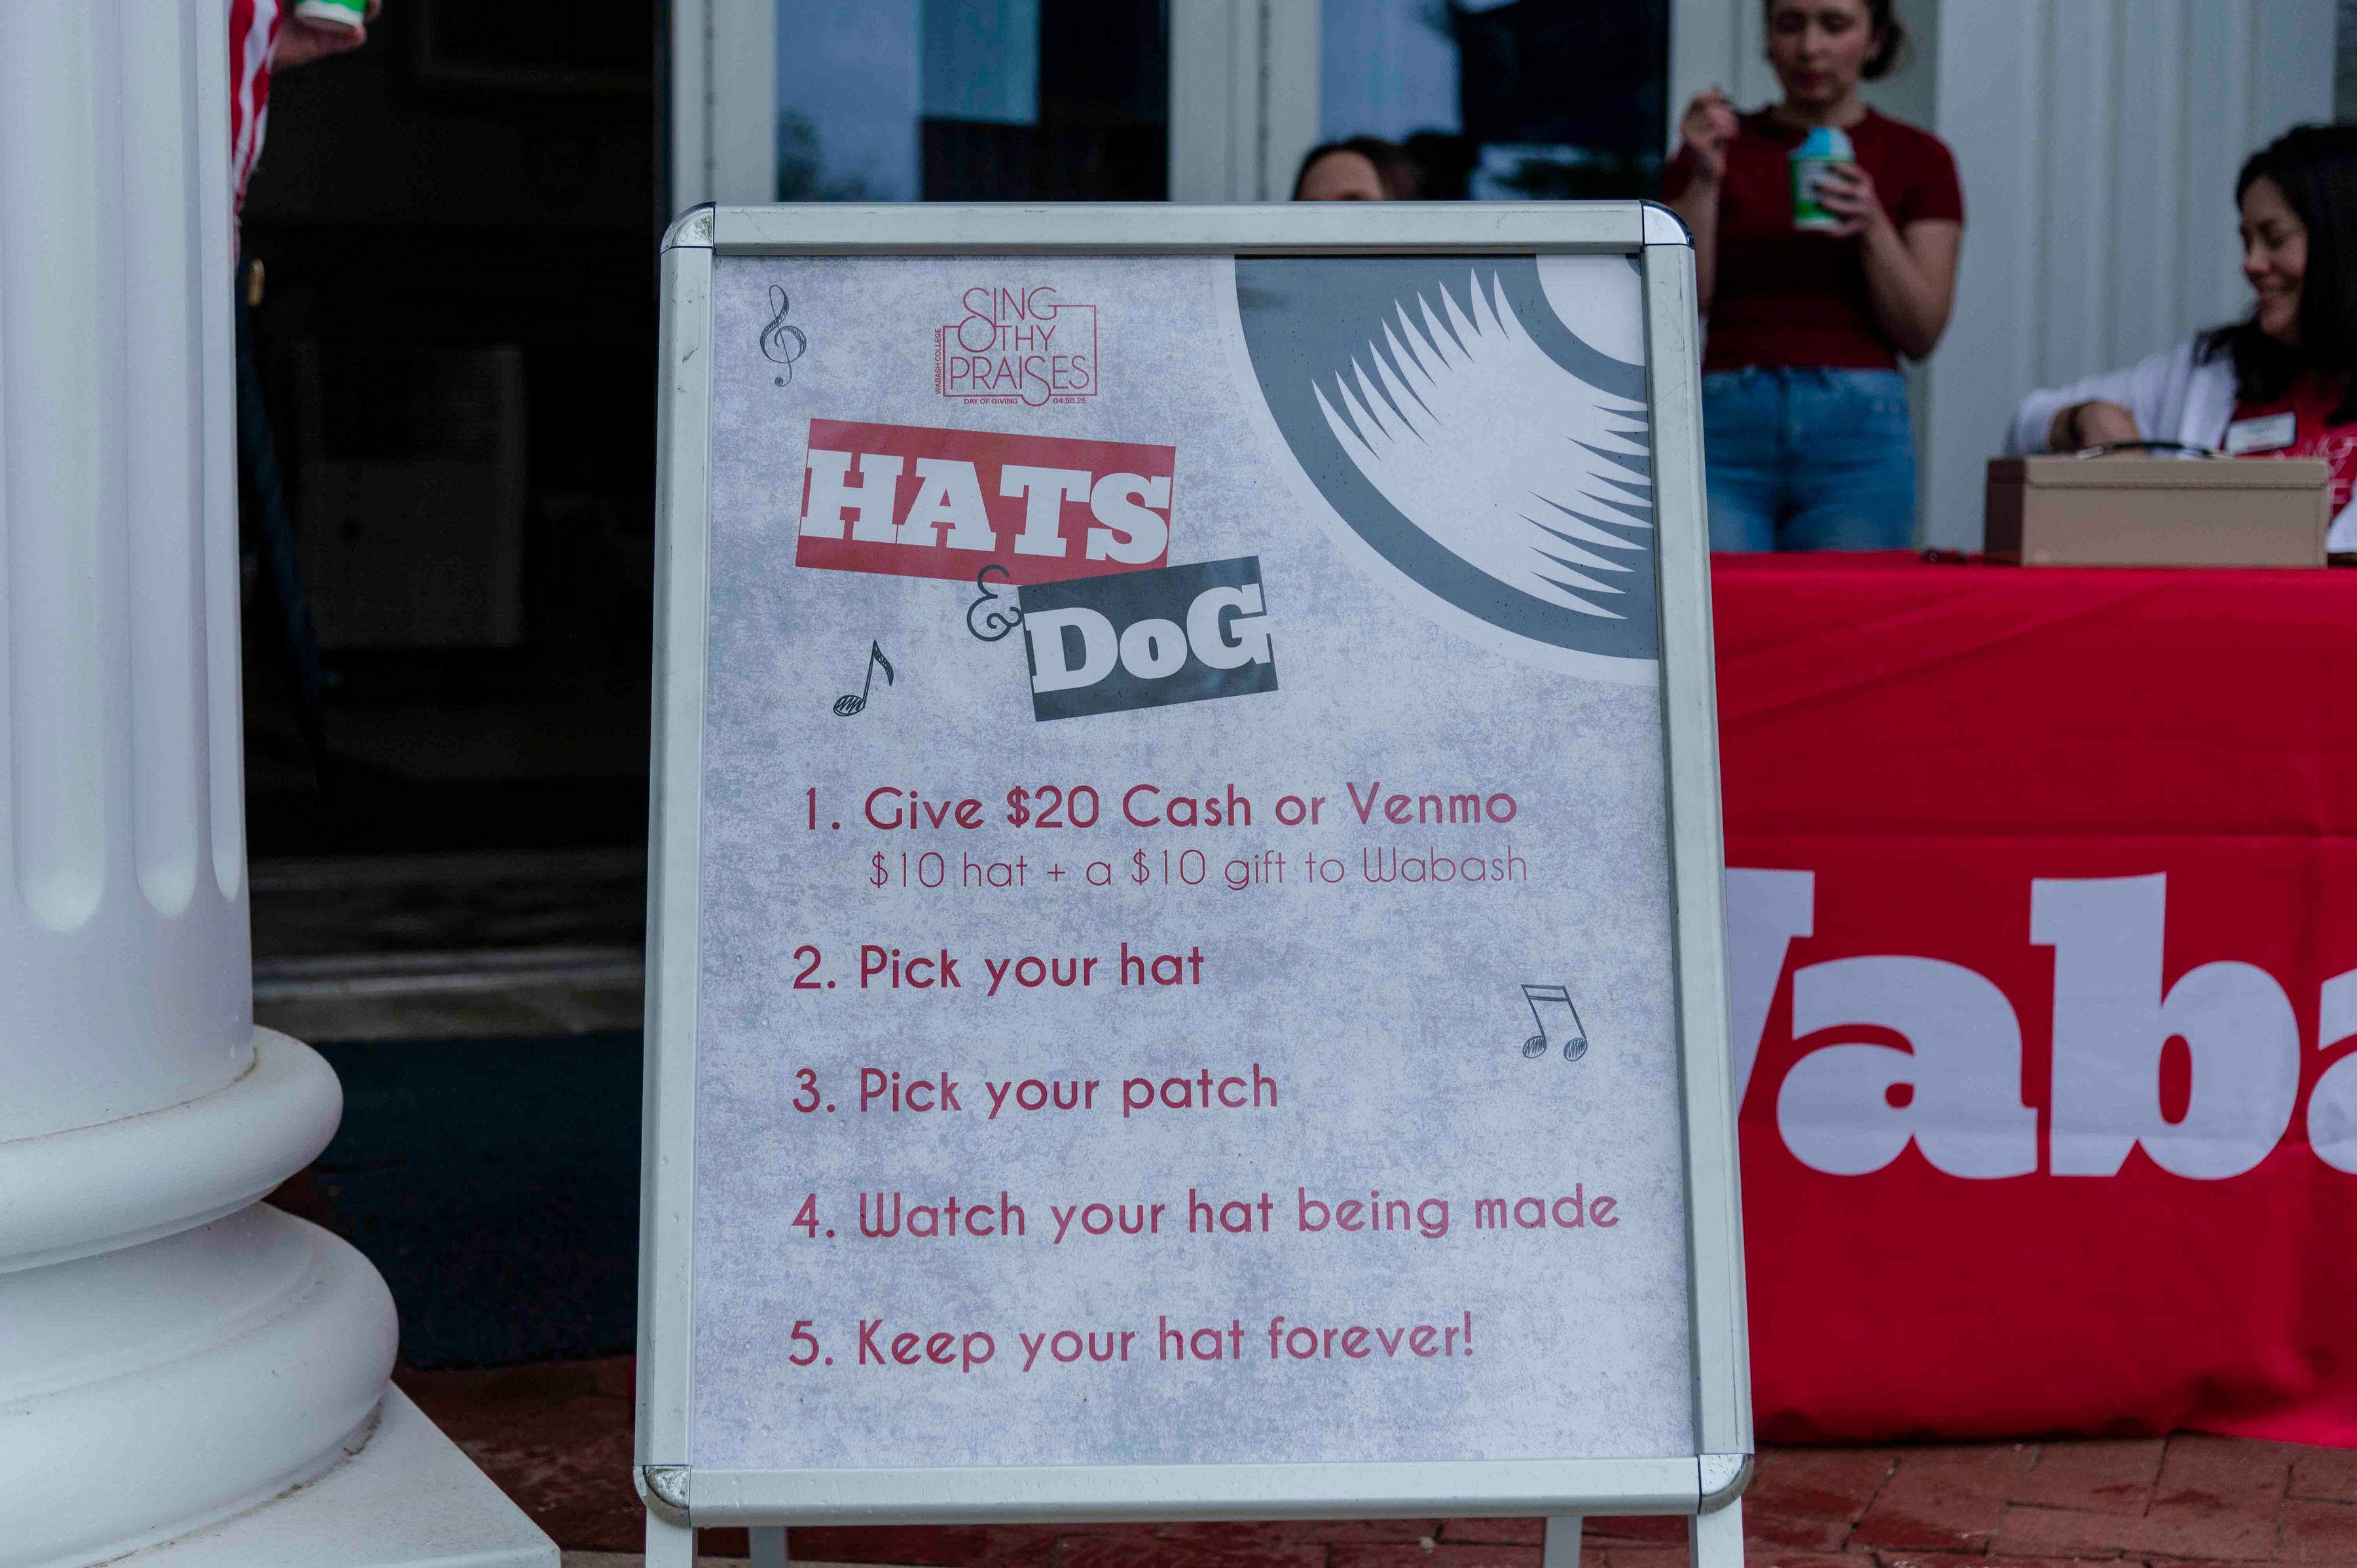 SING
THY
PRAISES
WABASH COLLEGE
DAY OF GIVING 04.30.25
HATS
&
DoG
1. Give $20 Cash or Venmo
$10 hat + a $10 gift to Wabash
2. Pick your hat
3. Pick your patch
4. Watch your hat being made
5. Keep your hat forever!
Waba